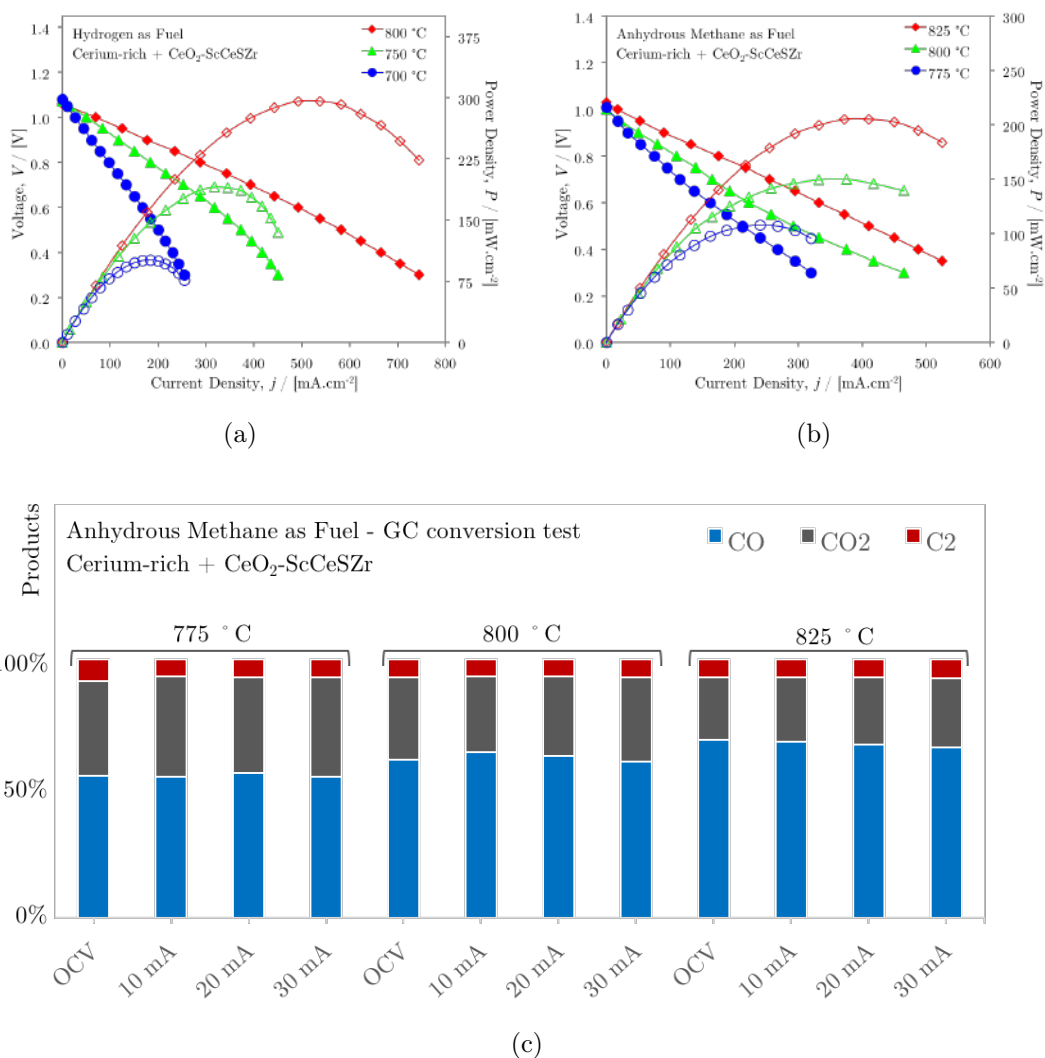 Hydrogen as Fuel
Cerium-rich + CeO2-ScCeSZr
800 °C
750 °C
700 °C
1.4
1.2
1.0
0.8
0.6
0.4
0.2
0.0
Voltage, V / [V]
375
300
225
150
75
0
Power Density, P / [mW.cm-2]
0 100 200 300 400 500 600 700 800
Current Density, j / [mA.cm-2]
(a)
Anhydrous Methane as Fuel
Cerium-rich + CeO2-ScCeSZr
825 °C
800 °C
775 °C
1.4
1.2
1.0
0.8
0.6
0.4
0.2
0.0
Voltage, V / [V]
300
250
200
150
100
50
0
Power Density, P / [mW.cm-2]
0 100 200 300 400 500 600
Current Density, j / [mA.cm-2]
(b)
Products
Anhydrous Methane as Fuel - GC conversion test
Cerium-rich + CeO2-ScCeSZr
CO CO2 C2
775 °C 800 °C 825 °C
100%
50%
0%
OCV 10 mA 20 mA 30 mA OCV 10 mA 20 mA 30 mA OCV 10 mA 20 mA 30 mA
(c)